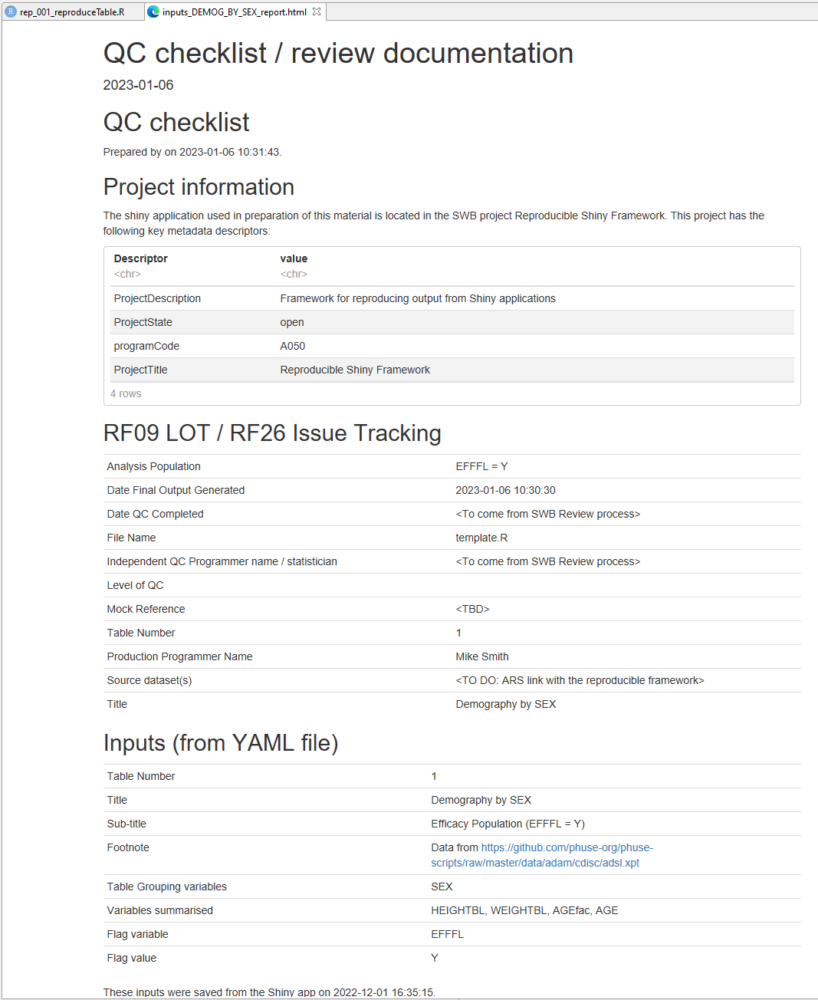 rep_001_reproduceTable.R inputs_DEMOG_BY_SEX_report.html
QC checklist / review documentation
2023-01-06
QC checklist
Prepared by on 2023-01-06 10:31:43.
Project information
The shiny application used in preparation of this material is located in the SWB project Reproducible Shiny Framework. This project has the
following key metadata descriptors:
Descriptor value
<chr> <chr>
ProjectDescription Framework for reproducing output from Shiny applications
ProjectState open
programCode A050
ProjectTitle Reproducible Shiny Framework
4 rows
RF09 LOT / RF26 Issue Tracking
Analysis Population EFFFL = Y
Date Final Output Generated 2023-01-06 10:30:30
Date QC Completed <To come from SWB Review process>
File Name template.R
Independent QC Programmer name / statistician <To come from SWB Review process>
Level of QC
Mock Reference <TBD>
Table Number 1
Production Programmer Name Mike Smith
Source dataset(s) <TO DO: ARS link with the reproducible framework>
Title Demography by SEX
Inputs (from YAML file)
Table Number 1
Title Demography by SEX
Sub-title Efficacy Population (EFFFL = Y)
Footnote Data from https://github.com/phuse-org/phuse-
scripts/raw/master/data/adam/cdisc/adsl.xpt
Table Grouping variables SEX
Variables summarised HEIGHTBL, WEIGHTBL, AGEfac, AGE
Flag variable EFFFL
Flag value Y
These inputs were saved from the Shiny app on 2022-12-01 16:35:15.